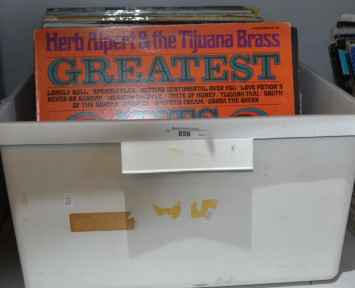 Herb Alpert & the Tijuana Brass
GREATEST
LONELY BULL · SPANISH FLEA · GETTING SENTIMENTAL OVER YOU · LOVE POTION 9
NEVER ON SUNDAY · MEXICAN SHUFFLE · TASTE OF HONEY · TIJUANA TAXI · SOUTH
OF THE BORDER · WHIPPED CREAM · ZORBA THE GREEK
HITS
898